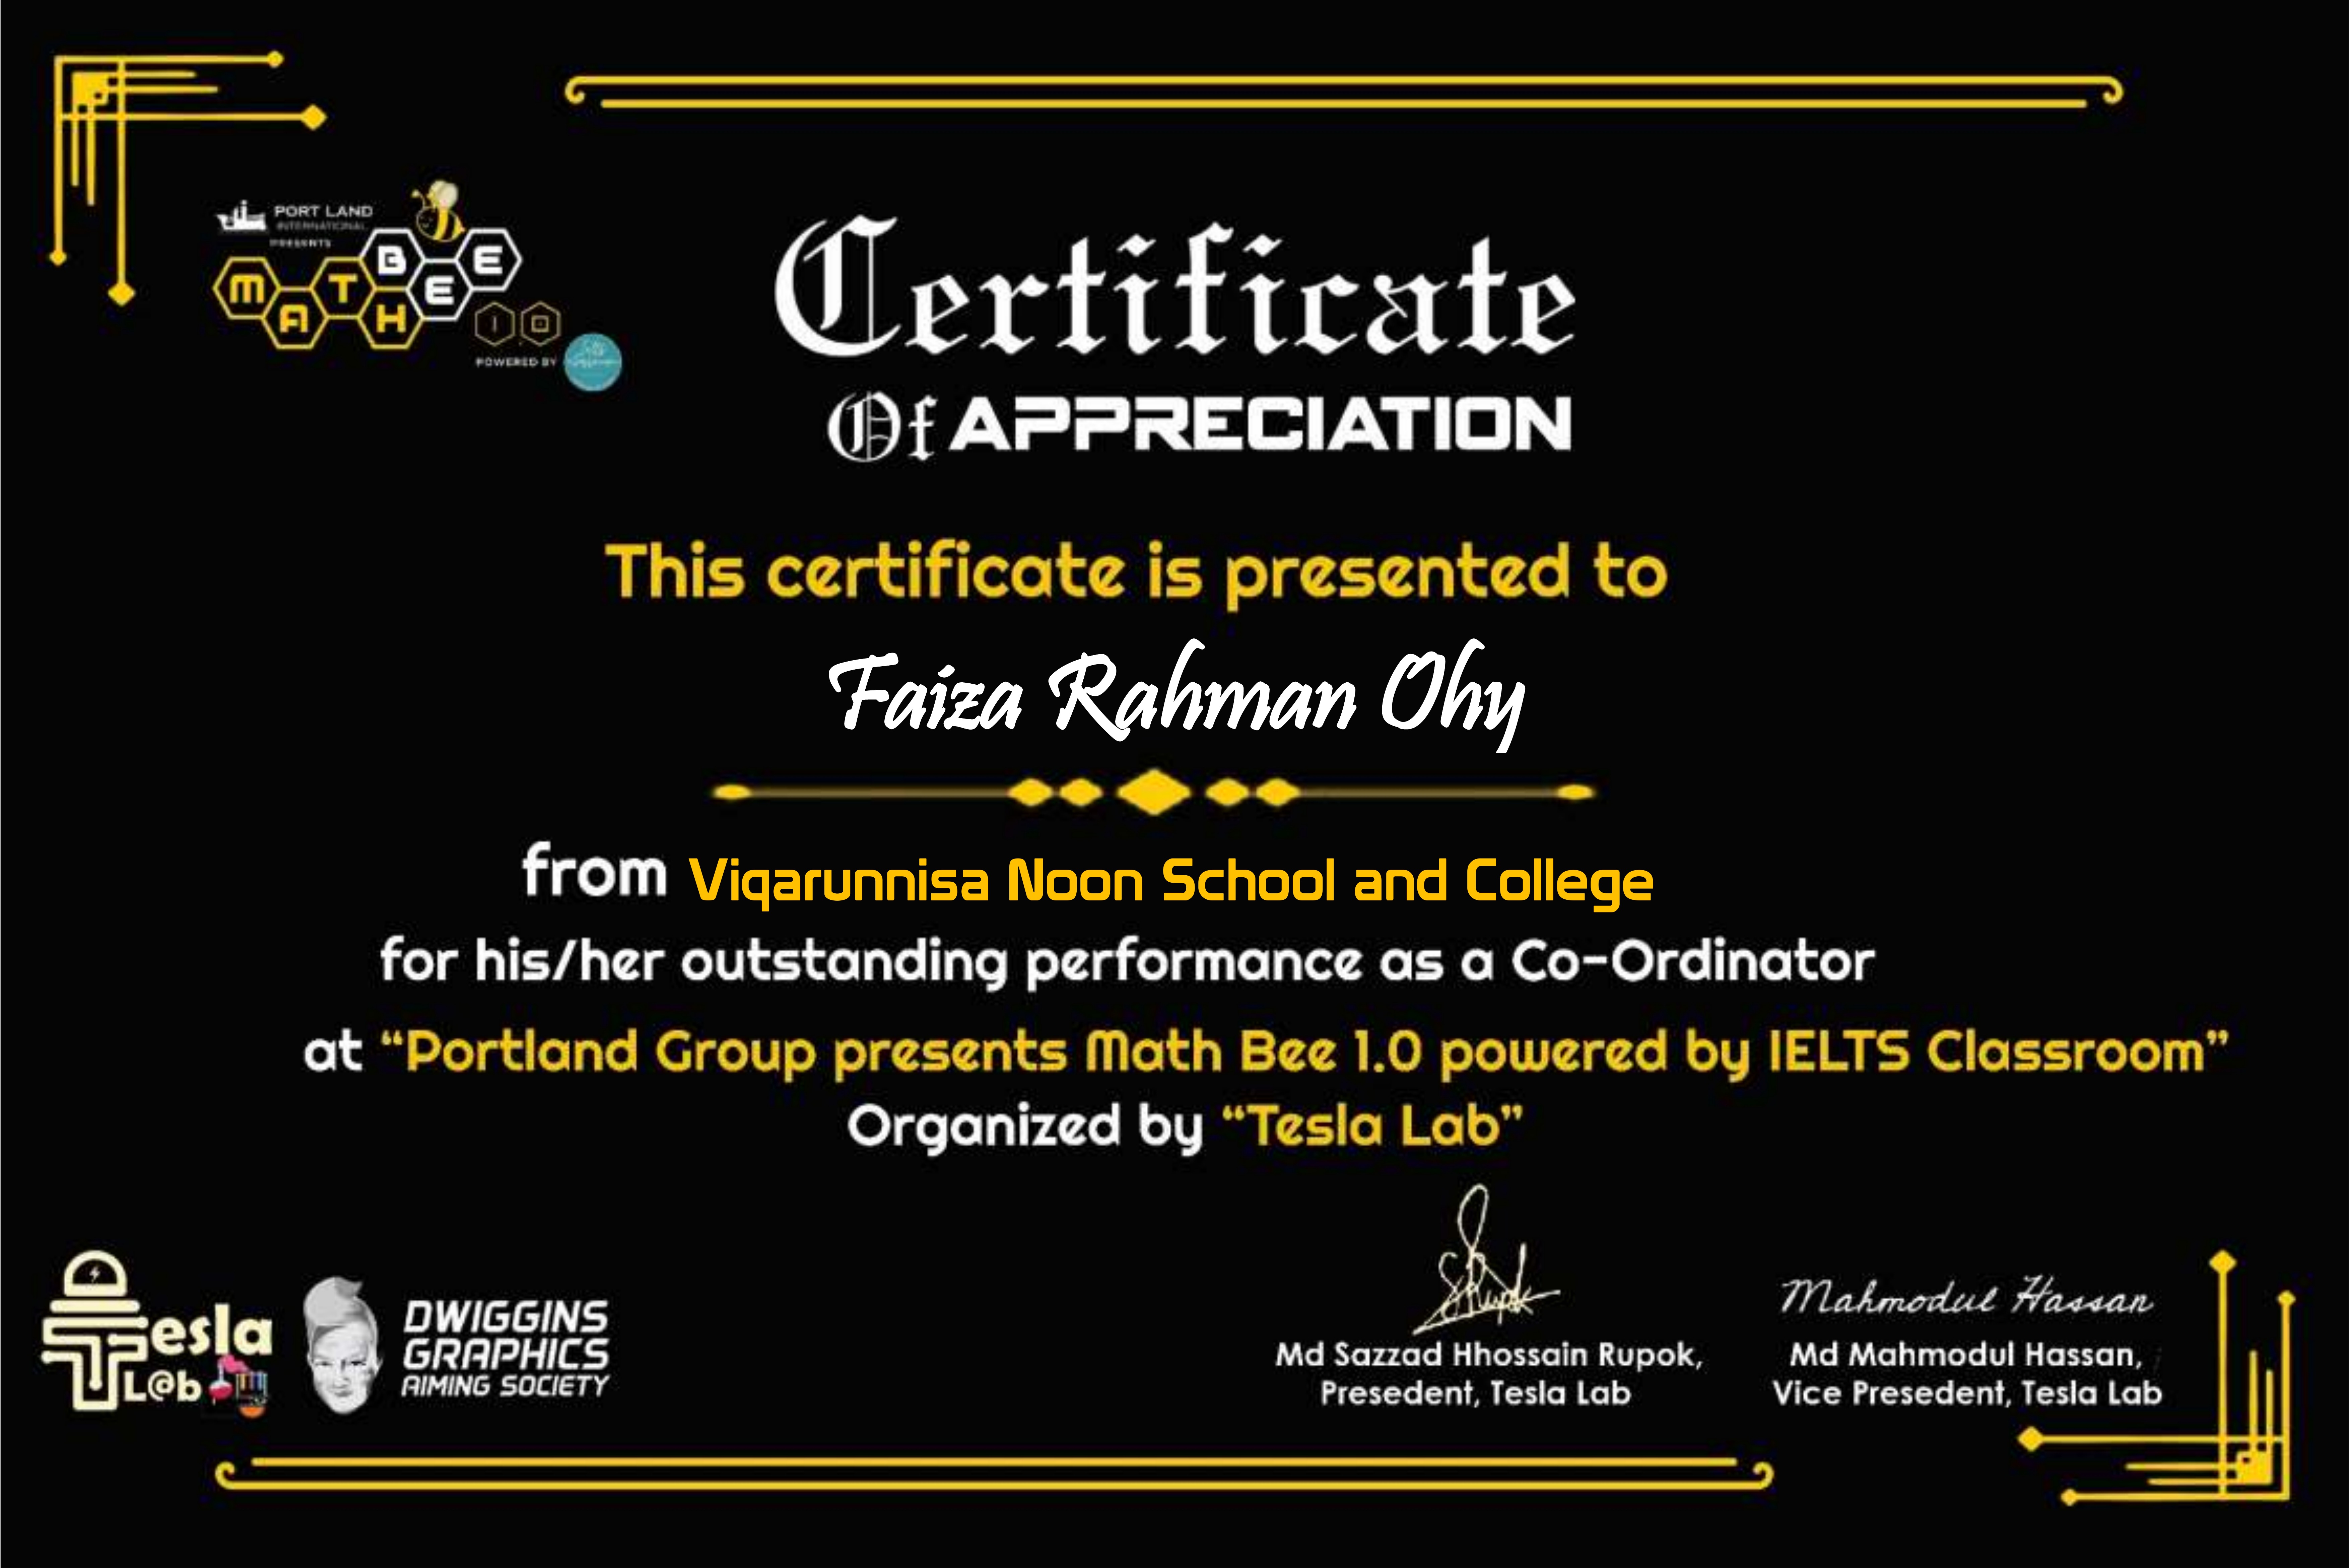 PORT LAND
INTERNATIONAL
PRESENTS
MATH BEE
1.0
POWERED BY
Certificate
Of APPRECIATION
This certificate is presented to
Faiza Rahman Ohy
from Viqarunnisa Noon School and College
for his/her outstanding performance as a Co-Ordinator
at “Portland Group presents Math Bee 1.0 powered by IELTS Classroom”
Organized by “Tesla Lab”
Tesla
L@b
DWIGGINS
GRAPHICS
AIMING SOCIETY
SRupok
Md Sazzad Hhossain Rupok,
Presedent, Tesla Lab
Mahmodul Hassan
Md Mahmodul Hassan,
Vice Presedent, Tesla Lab